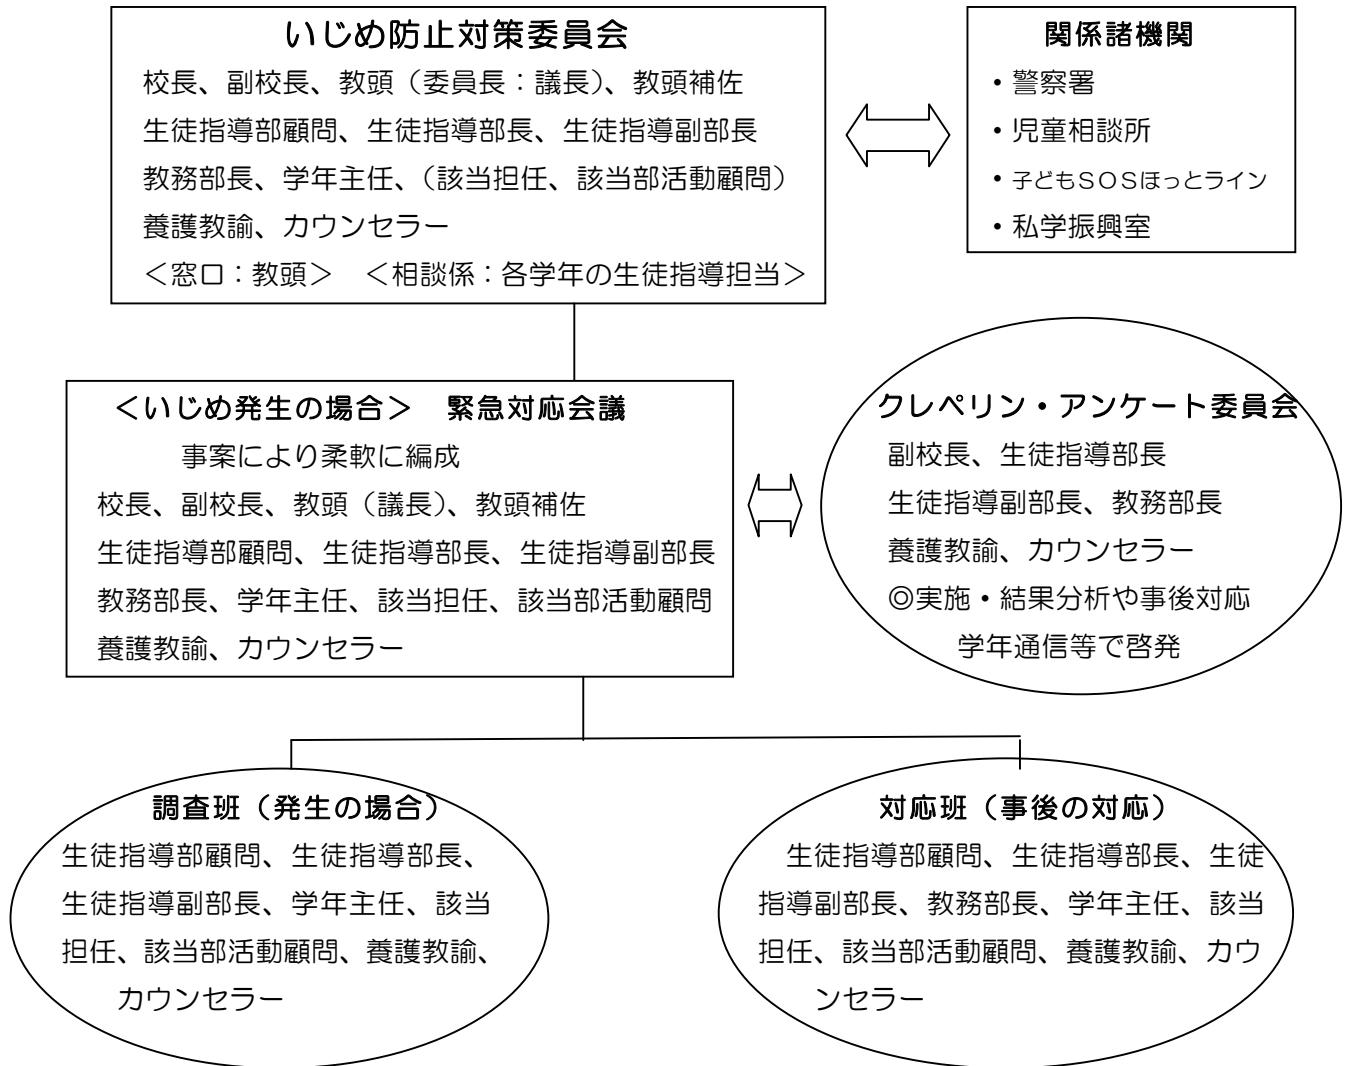 いじめ防止対策委員会
校長、副校長、教頭（委員長：議長）、教頭補佐
生徒指導部顧問、生徒指導部長、生徒指導副部長
教務部長、学年主任、（該当担任、該当部活動顧問）
養護教諭、カウンセラー
＜窓口：教頭＞　＜相談係：各学年の生徒指導担当＞
関係諸機関
・警察署
・児童相談所
・子どもＳＯＳほっとライン
・私学振興室
＜いじめ発生の場合＞　緊急対応会議
事案により柔軟に編成
校長、副校長、教頭（議長）、教頭補佐
生徒指導部顧問、生徒指導部長、生徒指導副部長
教務部長、学年主任、該当担任、該当部活動顧問
養護教諭、カウンセラー
クレペリン・アンケート委員会
副校長、生徒指導部長
生徒指導副部長、教務部長
養護教諭、カウンセラー
◎実施・結果分析や事後対応
学年通信等で啓発
調査班（発生の場合）
生徒指導部顧問、生徒指導部長、
生徒指導副部長、学年主任、該当
担任、該当部活動顧問、養護教諭、
カウンセラー
対応班（事後の対応）
生徒指導部顧問、生徒指導部長、生徒
指導副部長、教務部長、学年主任、該当
担任、該当部活動顧問、養護教諭、カウ
ンセラー